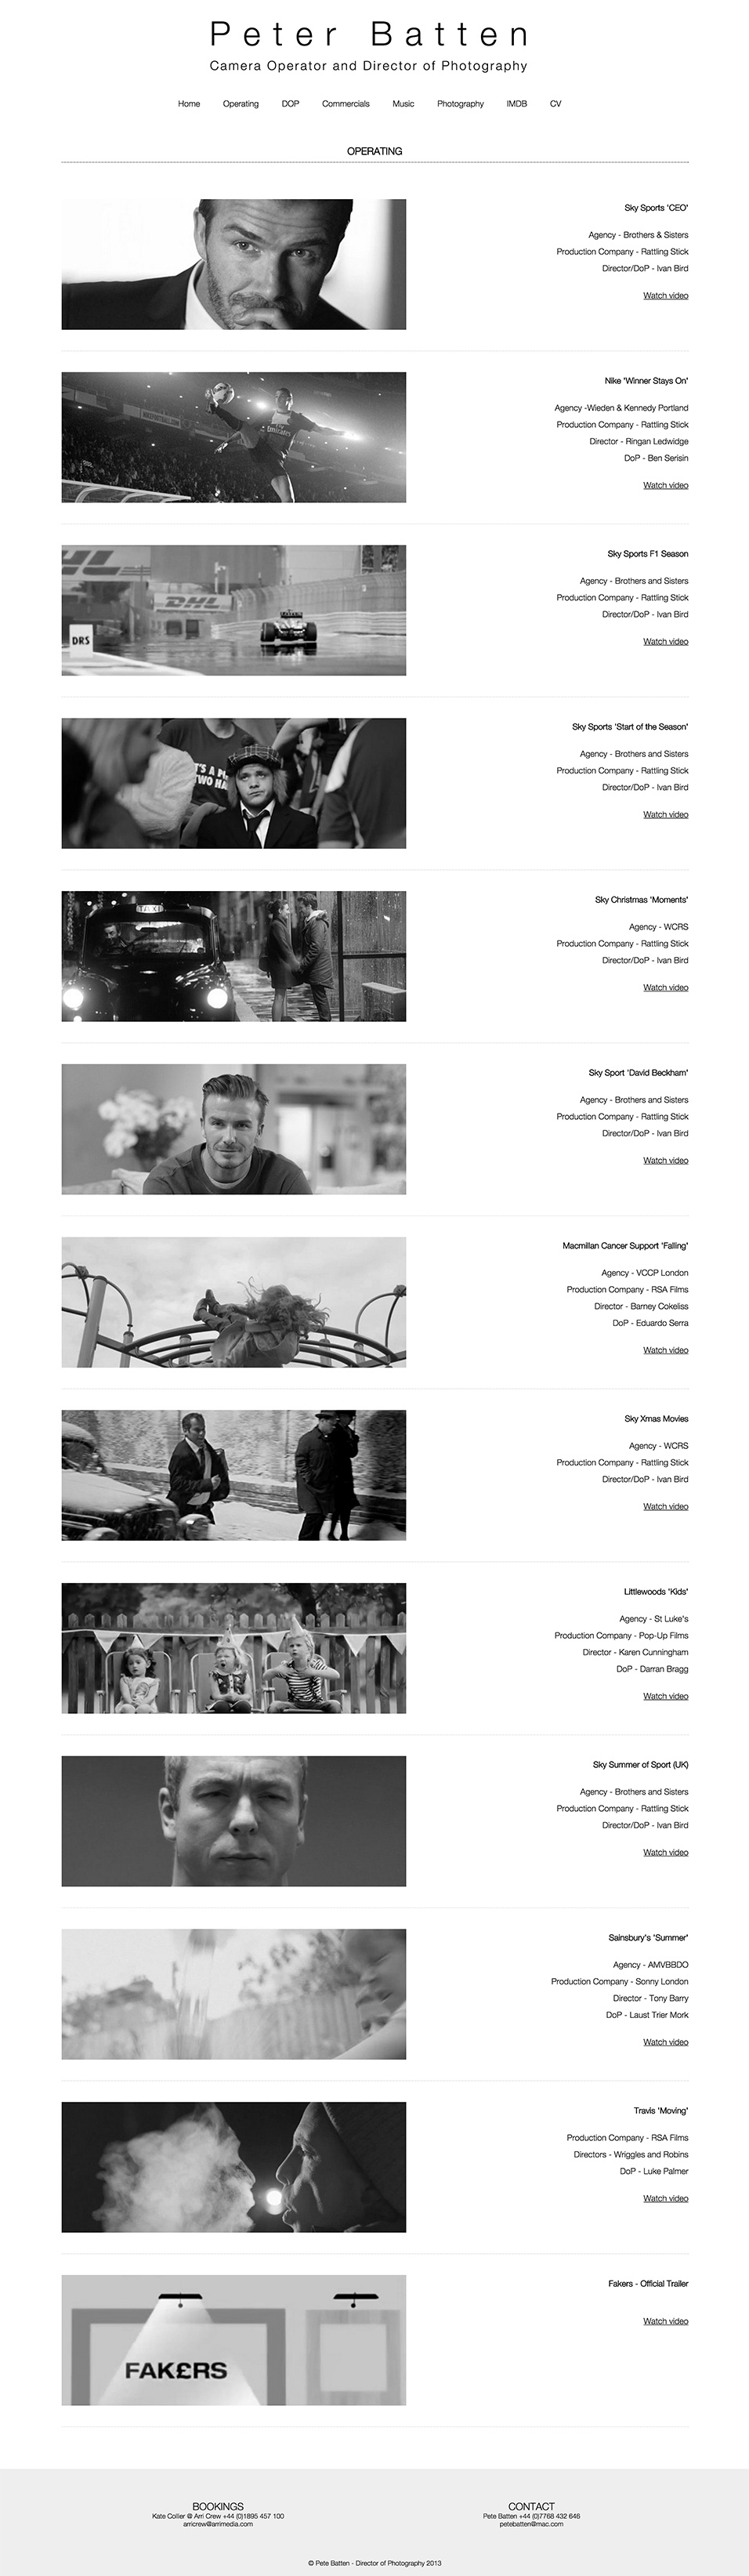 Peter Batten
Camera Operator and Director of Photography
Home Operating DOP Commercials Music Photography IMDB CV
OPERATING
Sky Sports 'CEO'
Agency - Brothers & Sisters
Production Company - Rattling Stick
Director/DoP - Ivan Bird
Watch video
Fly Emirates
Nike 'Winner Stays On'
Agency -Wieden & Kennedy Portland
Production Company - Rattling Stick
Director - Ringan Ledwidge
DoP - Ben Serisin
Watch video
DHL
DRS
Sky Sports F1 Season
Agency - Brothers and Sisters
Production Company - Rattling Stick
Director/DoP - Ivan Bird
Watch video
'S A
TWO HA
Sky Sports 'Start of the Season'
Agency - Brothers and Sisters
Production Company - Rattling Stick
Director/DoP - Ivan Bird
Watch video
TAXI
Sky Christmas 'Moments'
Agency - WCRS
Production Company - Rattling Stick
Director/DoP - Ivan Bird
Watch video
Sky Sport 'David Beckham'
Agency - Brothers and Sisters
Production Company - Rattling Stick
Director/DoP - Ivan Bird
Watch video
Macmillan Cancer Support 'Falling'
Agency - VCCP London
Production Company - RSA Films
Director - Barney Cokeliss
DoP - Eduardo Serra
Watch video
Sky Xmas Movies
Agency - WCRS
Production Company - Rattling Stick
Director/DoP - Ivan Bird
Watch video
Littlewoods 'Kids'
Agency - St Luke's
Production Company - Pop-Up Films
Director - Karen Cunningham
DoP - Darran Bragg
Watch video
Sky Summer of Sport (UK)
Agency - Brothers and Sisters
Production Company - Rattling Stick
Director/DoP - Ivan Bird
Watch video
Sainsbury's 'Summer'
Agency - AMVBBDO
Production Company - Sonny London
Director - Tony Barry
DoP - Laust Trier Mork
Watch video
Travis 'Moving'
Production Company - RSA Films
Directors - Wriggles and Robins
DoP - Luke Palmer
Watch video
FAK£RS
Fakers - Official Trailer
Watch video
BOOKINGS
Kate Collier @ Arri Crew +44 (0)1895 457 100
arricrew@arrimedia.com
CONTACT
Pete Batten +44 (0)7768 432 646
petebatten@mac.com
© Pete Batten - Director of Photography 2013